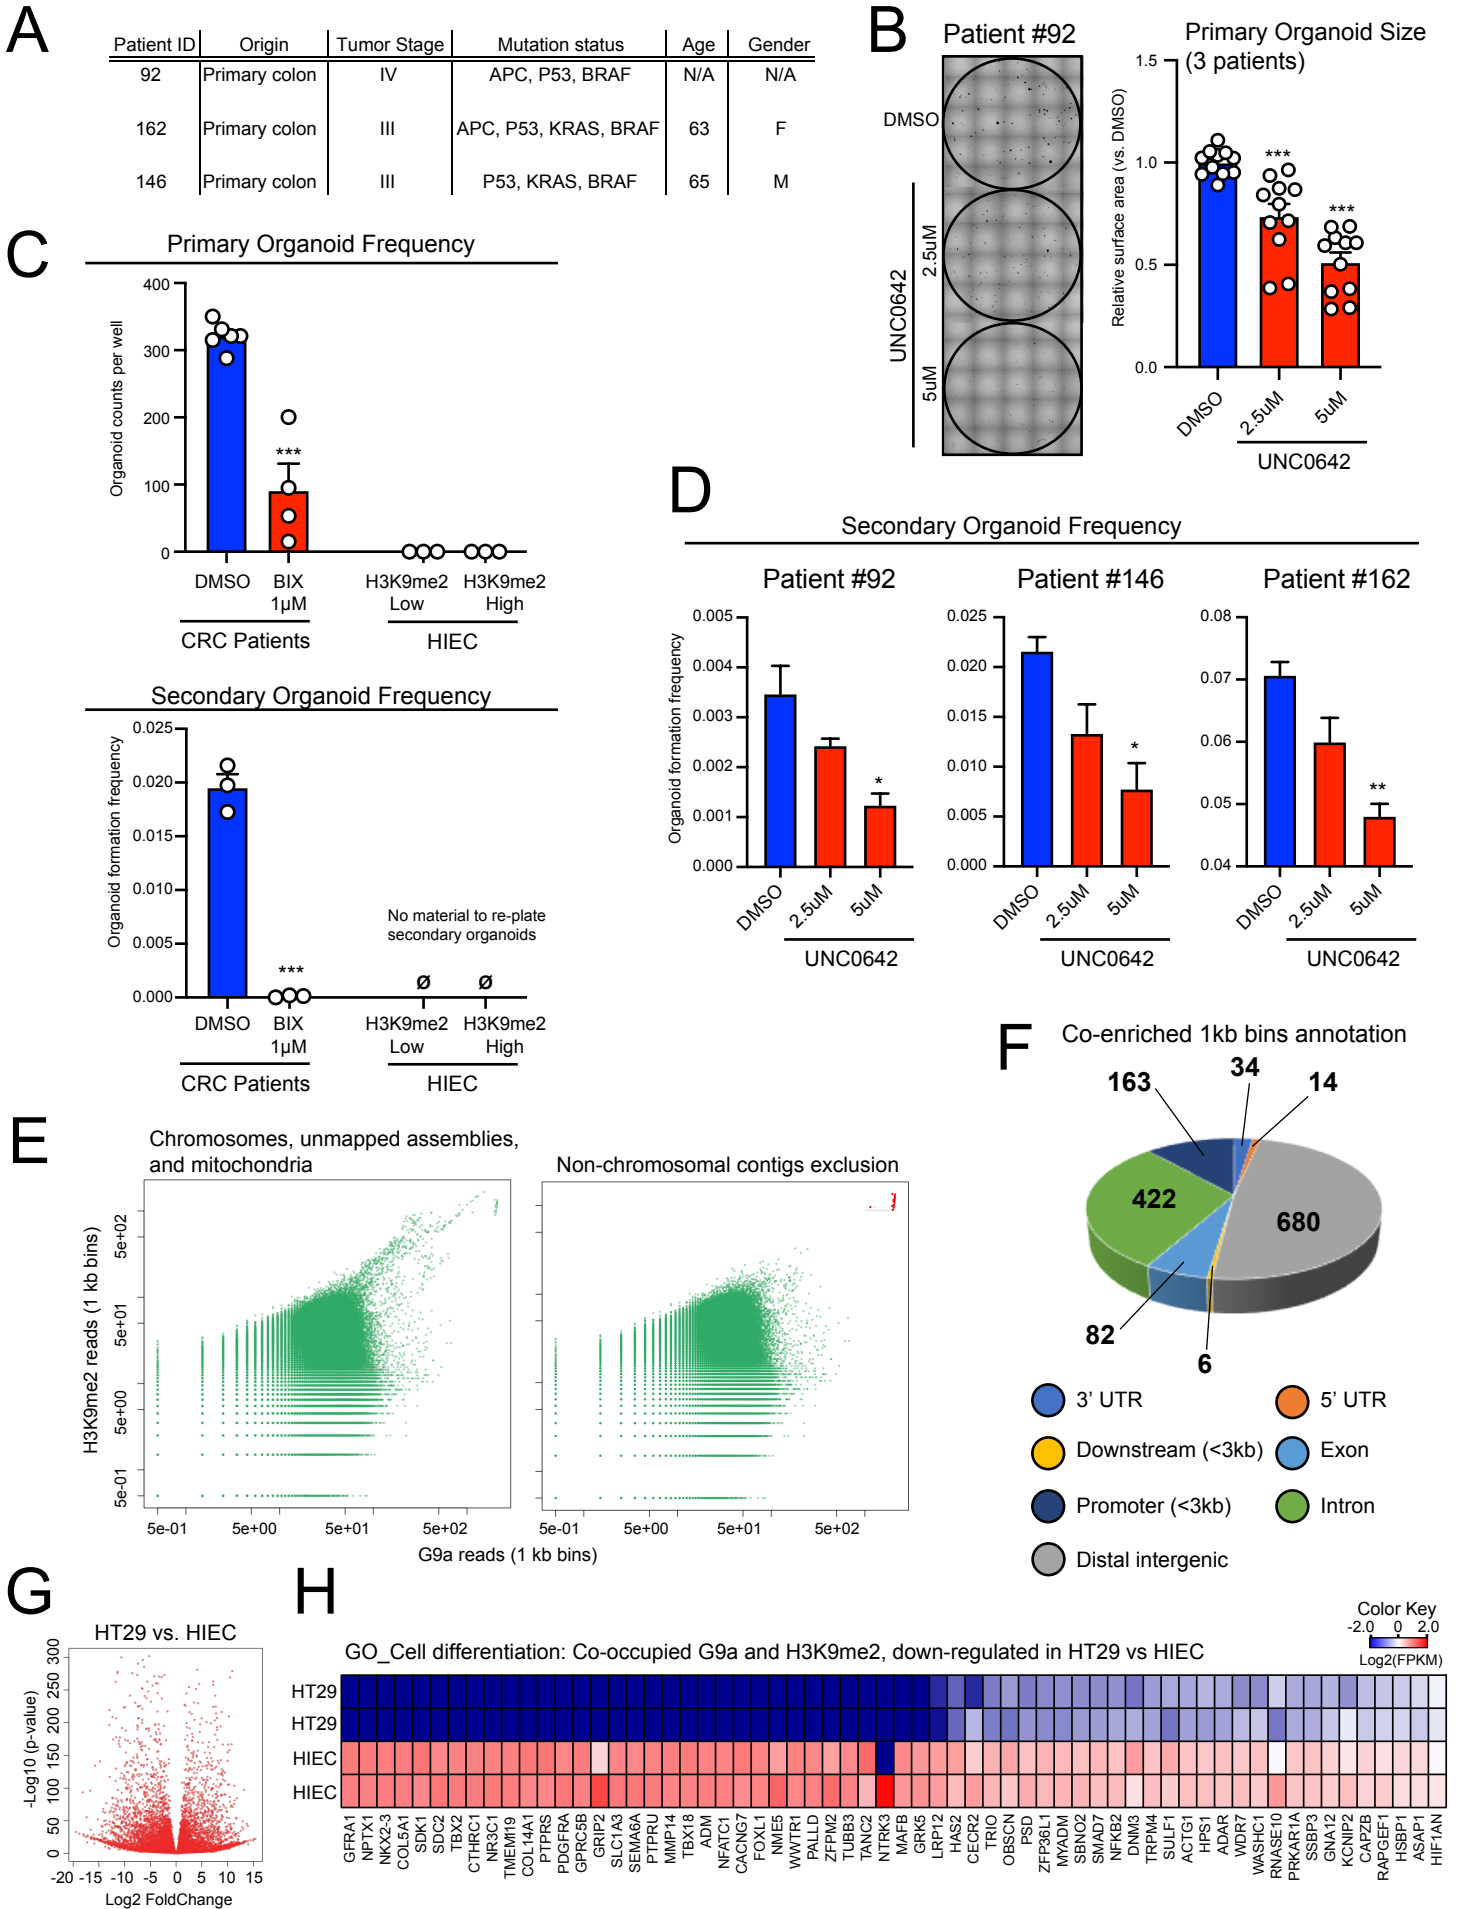 A
Patient ID Origin Tumor Stage Mutation status Age Gender
92 Primary colon IV APC, P53, BRAF N/A N/A
162 Primary colon III APC, P53, KRAS, BRAF 63 F
146 Primary colon III P53, KRAS, BRAF 65 M
B
Patient #92
DMSO
2.5uM
5uM
UNC0642
Primary Organoid Size
(3 patients)
Relative surface area (vs. DMSO)
1.5
1.0
0.5
0.0
***
***
DMSO
2.5uM
5uM
UNC0642
C
Primary Organoid Frequency
Organoid counts per well
400
300
200
100
0
***
DMSO BIX H3K9me2 H3K9me2
1µM Low High
CRC Patients HIEC
Secondary Organoid Frequency
Organoid formation frequency
0.025
0.020
0.015
0.010
0.005
0.000
***
No material to re-plate
secondary organoids
ø ø
DMSO BIX H3K9me2 H3K9me2
1µM Low High
CRC Patients HIEC
D
Secondary Organoid Frequency
Patient #92
Organoid formation frequency
0.005
0.004
0.003
0.002
0.001
0.000
*
DMSO
2.5uM
5uM
UNC0642
Patient #146
0.025
0.020
0.015
0.010
0.005
0.000
*
DMSO
2.5uM
5uM
UNC0642
Patient #162
0.08
0.07
0.06
0.05
0.04
**
DMSO
2.5uM
5uM
UNC0642
E
Chromosomes, unmapped assemblies,
and mitochondria
Non-chromosomal contigs exclusion
H3K9me2 reads (1 kb bins)
5e+02
5e+01
5e+00
5e-01
5e-01 5e+00 5e+01 5e+02
5e-01 5e+00 5e+01 5e+02
G9a reads (1 kb bins)
F
Co-enriched 1kb bins annotation
34
163
14
422
680
82
6
3’ UTR
5’ UTR
Downstream (<3kb)
Exon
Promoter (<3kb)
Intron
Distal intergenic
G
HT29 vs. HIEC
-Log10 (p-value)
300
250
200
150
100
50
0
-20 -15 -10 -5 0 5 10 15
Log2 FoldChange
H
Color Key
-2.0 0 2.0
Log2(FPKM)
GO_Cell differentiation: Co-occupied G9a and H3K9me2, down-regulated in HT29 vs HIEC
HT29
HT29
HIEC
HIEC
GFRA1
NPTX1
NKX2-3
COL5A1
SDK1
SDC2
TBX2
CTHRC1
NR3C1
TMEM19
COL14A1
PTPRS
PDGFRA
GPRC5B
GRIP2
SLC1A3
SEMA6A
PTPRU
MMP14
TBX18
ADM
NFATC1
CACNG7
FOXL1
NME5
WWTR1
PALLD
ZFPM2
TUBB3
TANC2
NTRK3
MAFB
GRK5
LRP12
HAS2
CECR2
TRIO
OBSCN
PSD
ZFP36L1
MYADM
SBNO2
SMAD7
NFKB2
DNM3
TRPM4
SULF1
ACTG1
HPS1
ADAR
WDR7
WASHC1
RNASE10
PRKAR1A
SSBP3
GNA12
KCNIP2
CAPZB
RAPGEF1
HSBP1
ASAP1
HIF1AN